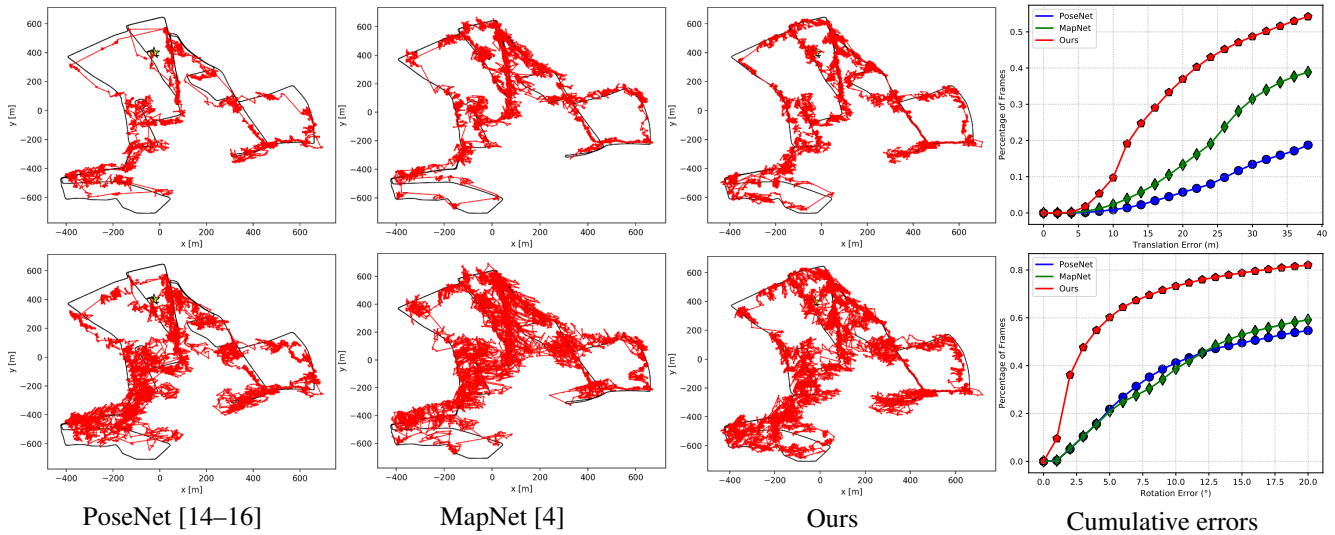 600
400
200
0
−200
−400
−600
y [m]
−400 −200 0 200 400 600
x [m]
600
400
200
0
−200
−400
−600
y [m]
−400 −200 0 200 400 600
x [m]
600
400
200
0
−200
−400
−600
y [m]
−400 −200 0 200 400 600
x [m]
PoseNet
MapNet
Ours
0.5
0.4
0.3
0.2
0.1
0.0
Percentage of Frames
0 5 10 15 20 25 30 35 40
Translation Error (m)
600
400
200
0
−200
−400
−600
y [m]
−400 −200 0 200 400 600
x [m]
600
400
200
0
−200
−400
−600
y [m]
−400 −200 0 200 400 600
x [m]
600
400
200
0
−200
−400
−600
y [m]
−400 −200 0 200 400 600
x [m]
PoseNet
MapNet
Ours
0.8
0.6
0.4
0.2
0.0
Percentage of Frames
0.0 2.5 5.0 7.5 10.0 12.5 15.0 17.5 20.0
Rotation Error (°)
PoseNet [14–16] MapNet [4] Ours Cumulative errors